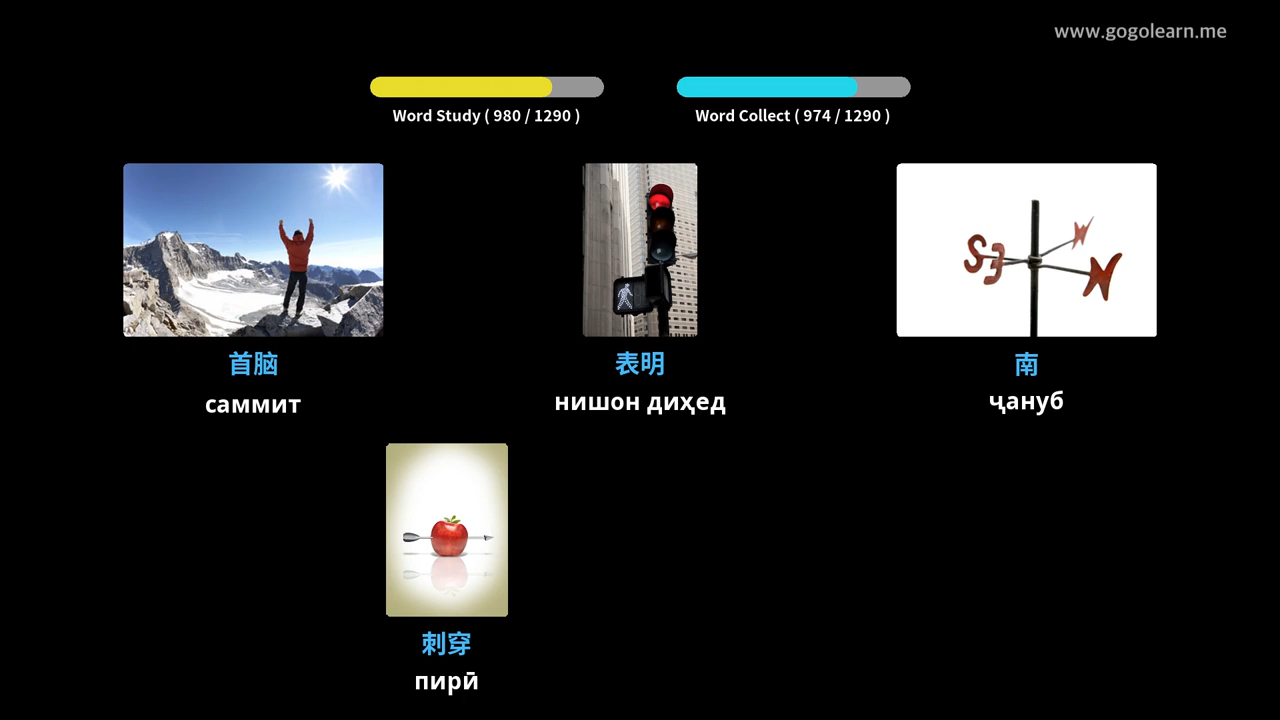 www.gogolearn.me
Word Study ( 980 / 1290 )
Word Collect ( 974 / 1290 )
首脑
саммит
表明
нишон диҳед
南
ҷануб
刺穿
пирӣ
S
E
N